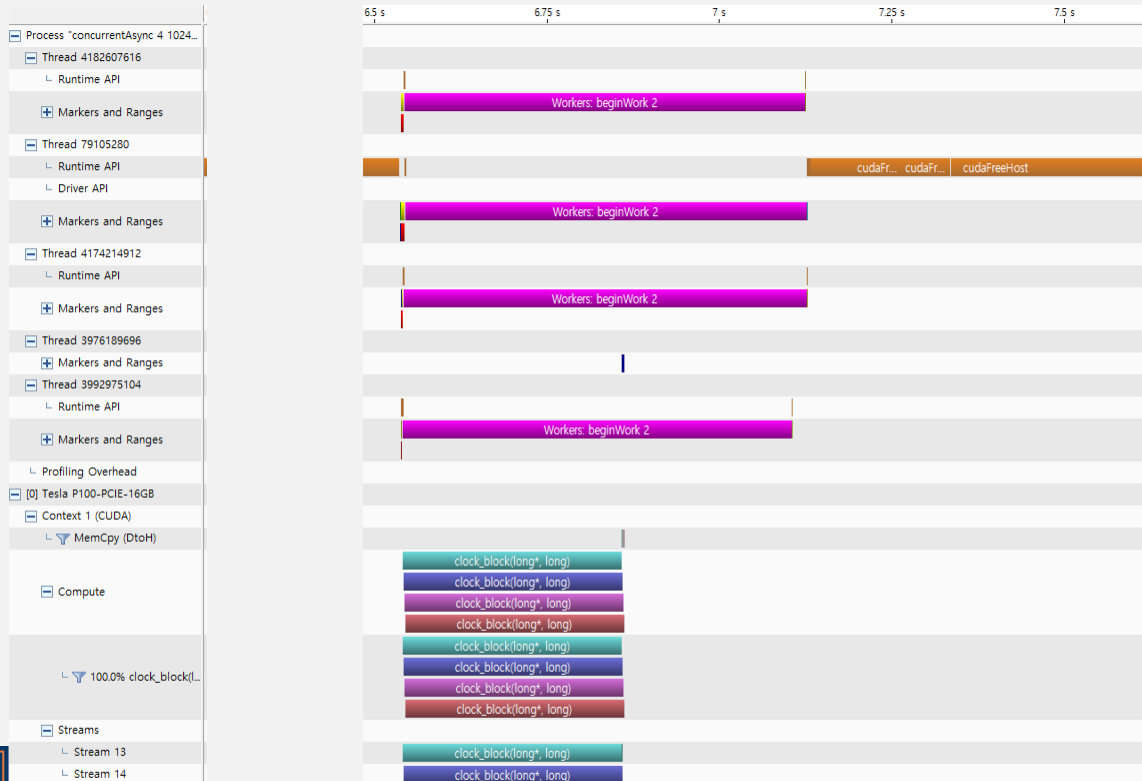 6.5 s 6.75 s 7 s 7.25 s 7.5 s
Process "concurrentAsync 4 1024...
Thread 4182607616
Runtime API
Markers and Ranges
Workers: beginWork 2
Thread 79105280
Runtime API
cudaFr... cudaFr... cudaFreeHost
Driver API
Markers and Ranges
Workers: beginWork 2
Thread 4174214912
Runtime API
Markers and Ranges
Workers: beginWork 2
Thread 3976189696
Markers and Ranges
Thread 3992975104
Runtime API
Markers and Ranges
Workers: beginWork 2
Profiling Overhead
[0] Tesla P100-PCIE-16GB
Context 1 (CUDA)
MemCpy (DtoH)
Compute
clock_block(long*, long)
clock_block(long*, long)
clock_block(long*, long)
clock_block(long*, long)
100.0% clock_block(l...
clock_block(long*, long)
clock_block(long*, long)
clock_block(long*, long)
clock_block(long*, long)
Streams
Stream 13
clock_block(long*, long)
Stream 14
clock_block(long*, long)